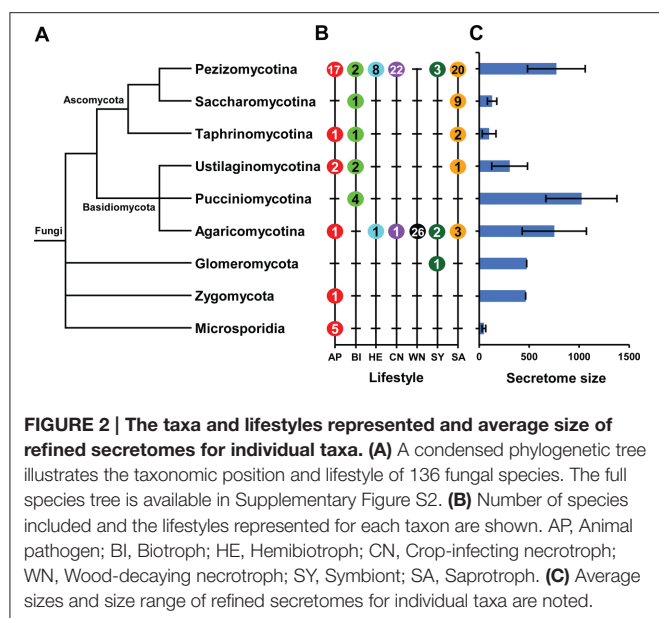 A
B
C
Pezizomycotina 17 2 8 22 3 20
Saccharomycotina 1 9
Ascomycota
Taphrinomycotina 1 1 2
Ustilaginomycotina 2 2 1
Pucciniomycotina 4
Basidiomycota
Agaricomycotina 1 1 1 26 2 3
Fungi
Glomeromycota 1
Zygomycota 1
Microsporidia 5
AP BI HE CN WN SY SA
0 500 1000 1500
Lifestyle
Secretome size
FIGURE 2 | The taxa and lifestyles represented and average size of
refined secretomes for individual taxa. (A) A condensed phylogenetic tree
illustrates the taxonomic position and lifestyle of 136 fungal species. The full
species tree is available in Supplementary Figure S2. (B) Number of species
included and the lifestyles represented for each taxon are shown. AP, Animal
pathogen; BI, Biotroph; HE, Hemibiotroph; CN, Crop-infecting necrotroph;
WN, Wood-decaying necrotroph; SY, Symbiont; SA, Saprotroph. (C) Average
sizes and size range of refined secretomes for individual taxa are noted.